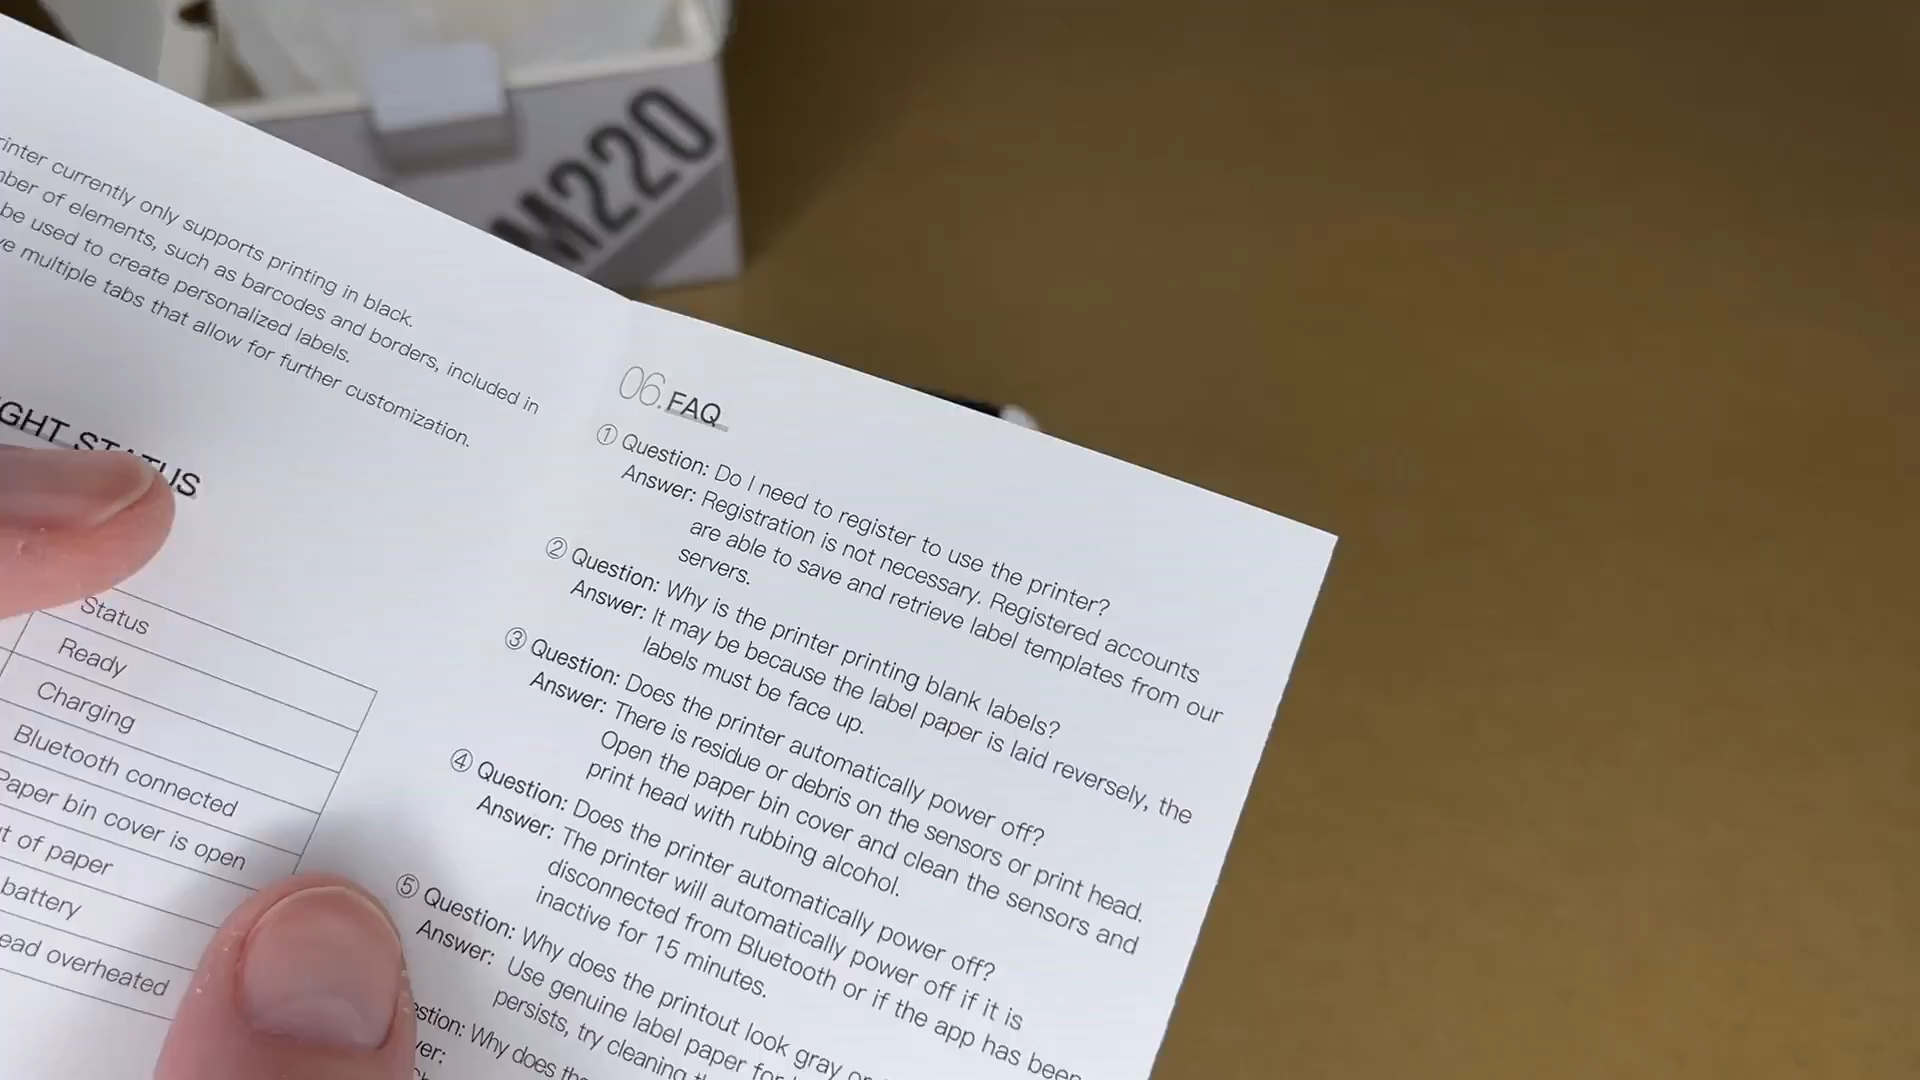 M220
printer currently only supports printing in black.
of elements, such as barcodes and borders, included in
be used to create personalized labels.
multiple tabs that allow for further customization.
STATUS
Status
Ready
Charging
Bluetooth connected
Paper bin cover is open
of paper
battery
overheated
06. FAQ
① Question: Do I need to register to use the printer?
Answer: Registration is not necessary. Registered accounts
are able to save and retrieve label templates from our
servers.
② Question: Why is the printer printing blank labels?
Answer: It may be because the label paper is laid reversely, the
labels must be face up.
③ Question: Does the printer automatically power off?
Answer: There is residue or debris on the sensors or print head.
Open the paper bin cover and clean the sensors and
print head with rubbing alcohol.
④ Question: Does the printer automatically power off?
Answer: The printer will automatically power off if it is
disconnected from Bluetooth or if the app has been
inactive for 15 minutes.
⑤ Question: Why does the printout look gray or
Answer: Use genuine label paper for
persists, try cleaning
Question: Why does the